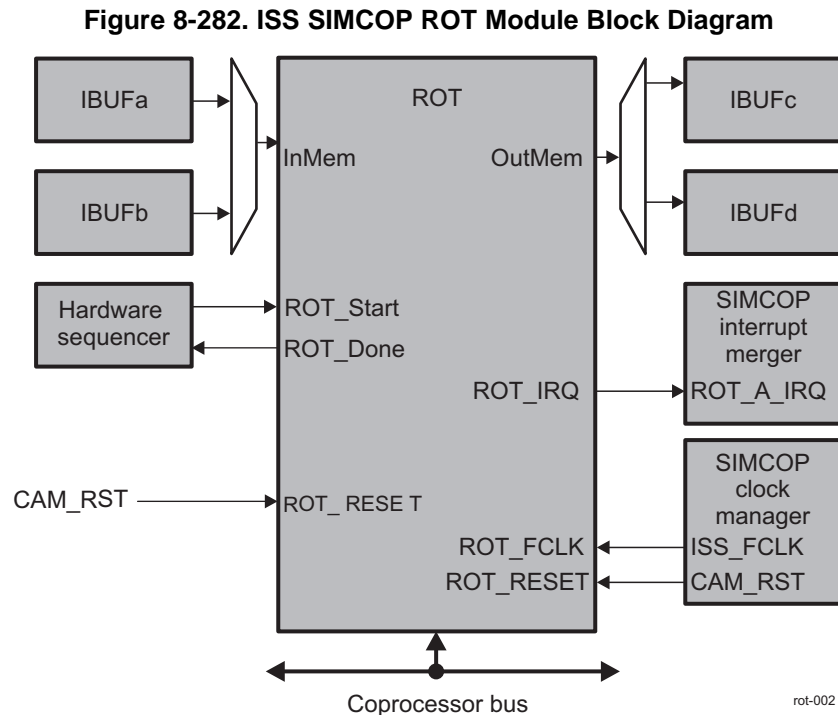 Figure 8-282. ISS SIMCOP ROT Module Block Diagram
IBUFa
IBUFb
Hardware
sequencer
CAM_RST
ROT
InMem
OutMem
ROT_Start
ROT_Done
ROT_IRQ
ROT_ RESE T
ROT_FCLK
ROT_RESET
IBUFc
IBUFd
SIMCOP
interrupt
merger
ROT_A_IRQ
SIMCOP
clock
manager
ISS_FCLK
CAM_RST
Coprocessor bus
rot-002